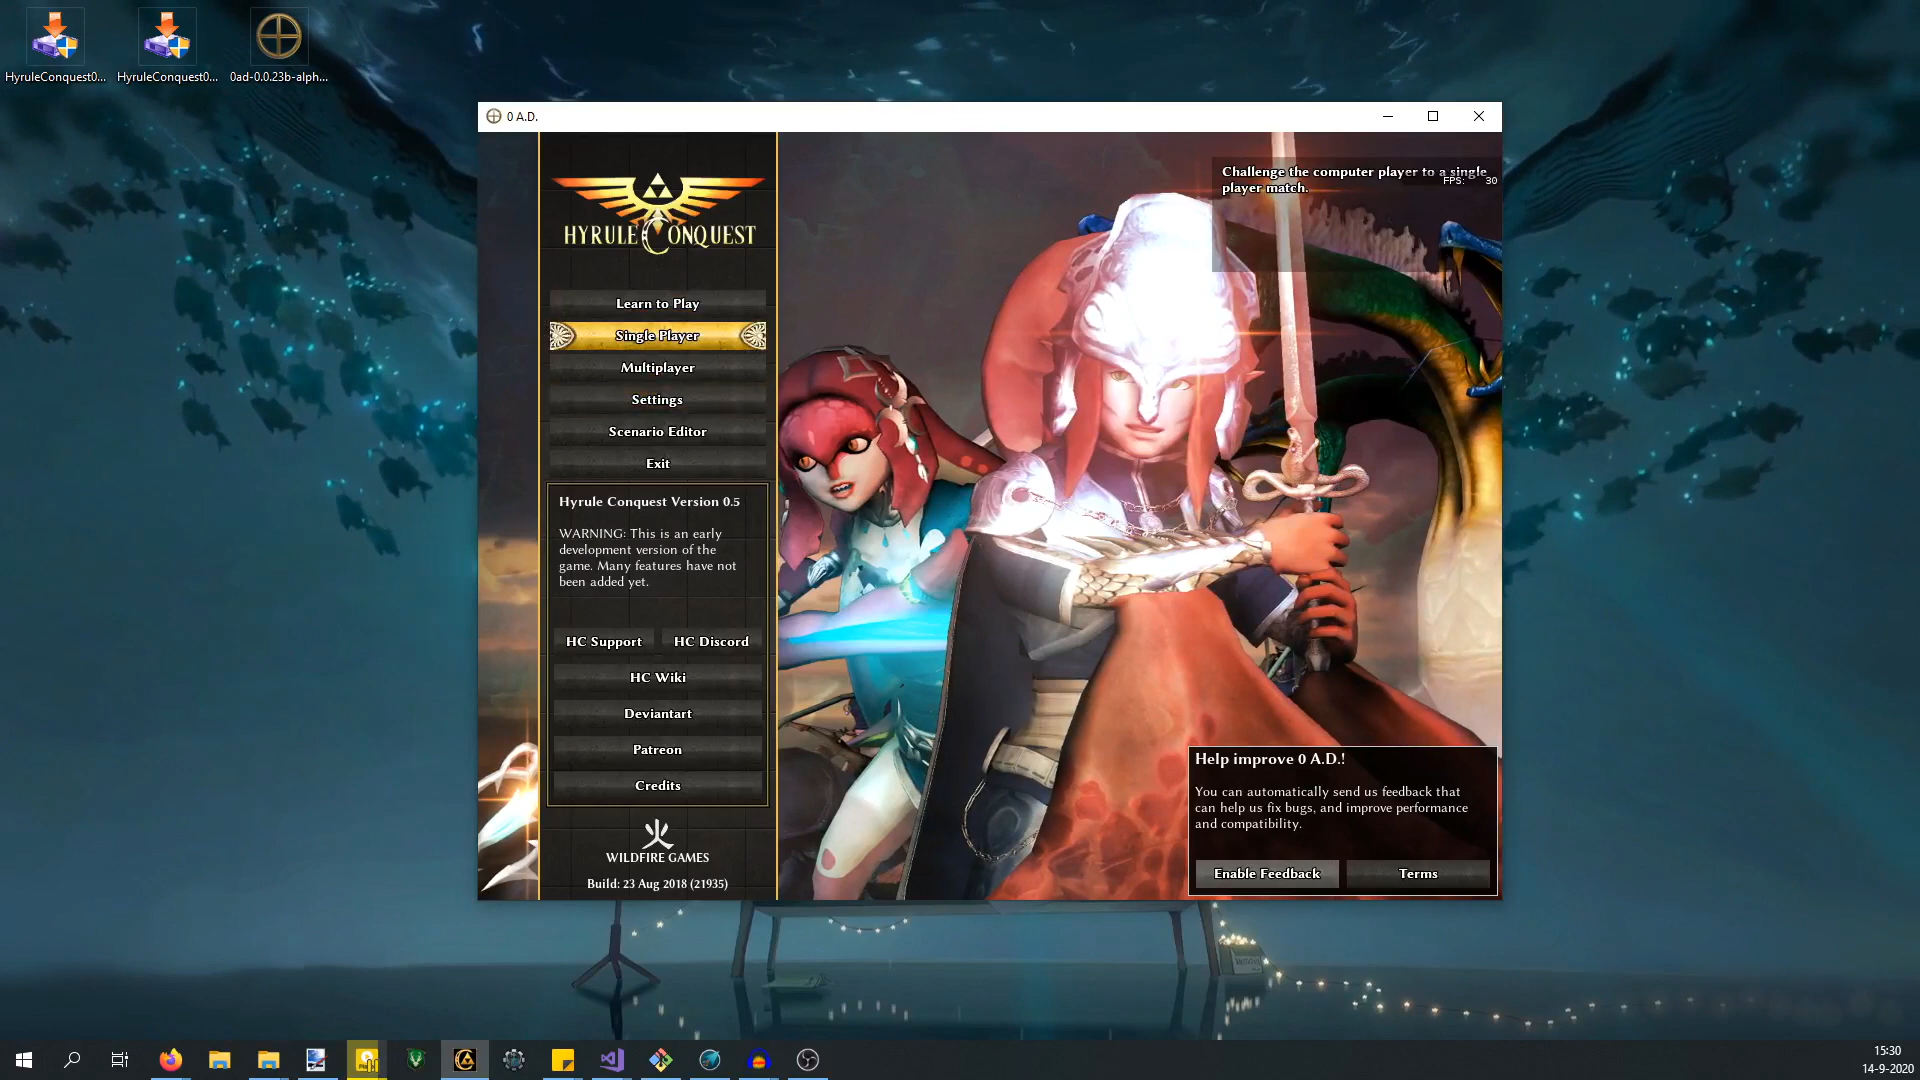 HyruleConquest0...
HyruleConquest0...
0ad-0.0.23b-alph...
0 A.D.
HYRULE CONQUEST
Challenge the computer player to a single
player match.
FPS: 30
Learn to Play
Single Player
Multiplayer
Settings
Scenario Editor
Exit
Hyrule Conquest Version 0.5
WARNING: This is an early
development version of the
game. Many features have not
been added yet.
HC Support
HC Discord
HC Wiki
Deviantart
Patreon
Credits
火
WILDFIRE GAMES
Build: 23 Aug 2018 (21935)
Help improve 0 A.D.!
You can automatically send us feedback that
can help us fix bugs, and improve performance
and compatibility.
Enable Feedback
Terms
15:30
14-9-2020